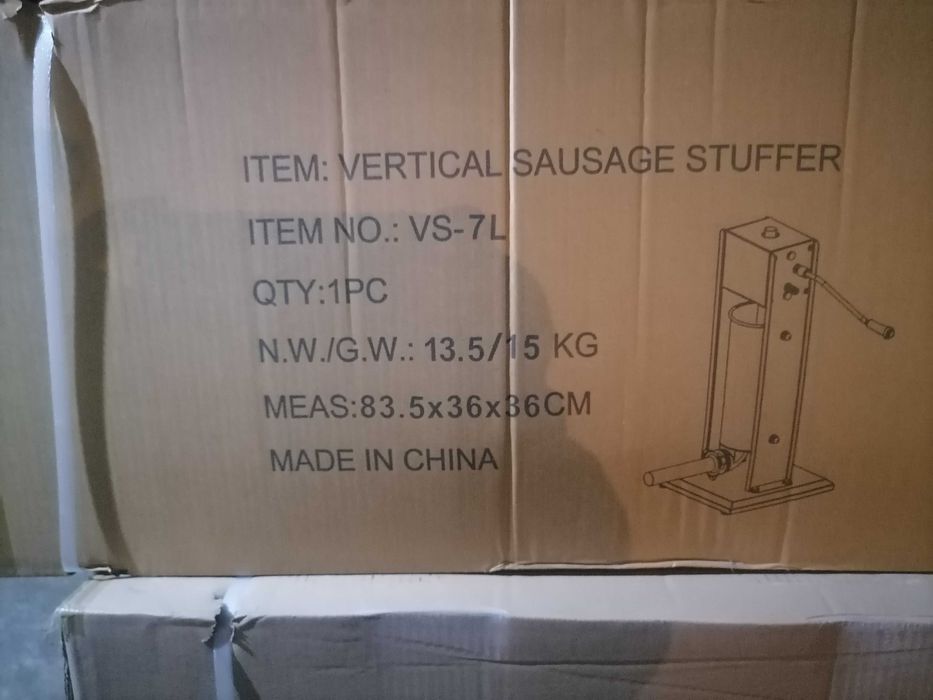 ITEM: VERTICAL SAUSAGE STUFFER
ITEM NO.: VS-7L
QTY:1PC
N.W./G.W.: 13.5/15 KG
MEAS:83.5x36x36CM
MADE IN CHINA